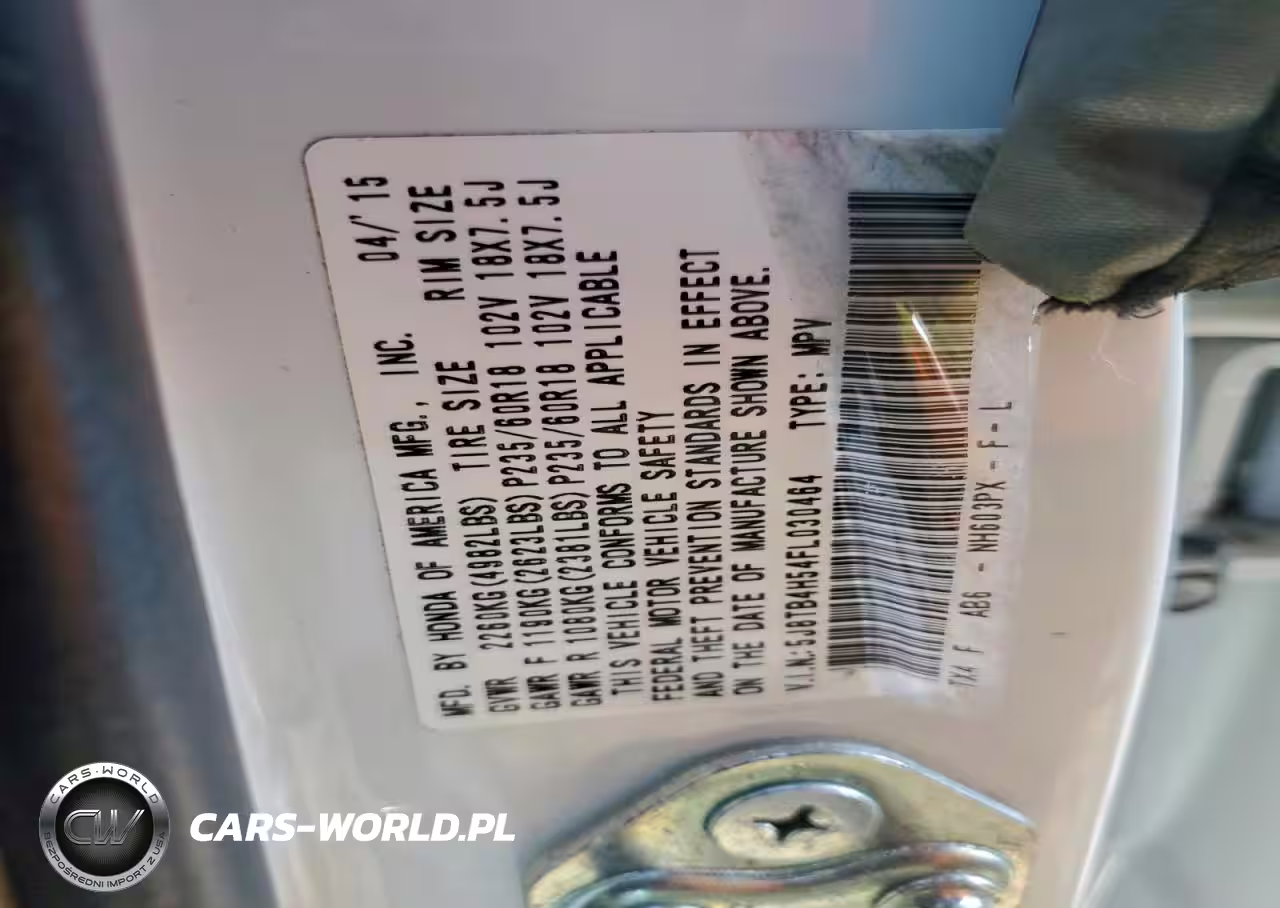 MFD. BY HONDA OF AMERICA MFG., INC. 04/'15
GVWR 2260KG(4982LBS) TIRE SIZE RIM SIZE
GAWR F 1190KG(2623LBS)P235/60R18 102V 18X7.5J
GAWR R 1080KG(2381LBS)P235/60R18 102V 18X7.5J
THIS VEHICLE CONFORMS TO ALL APPLICABLE
FEDERAL MOTOR VEHICLE SAFETY
AND THEFT PREVENTION STANDARDS IN EFFECT
ON THE DATE OF MANUFACTURE SHOWN ABOVE.
V.I.N.:5J8TB4H54FL030464 TYPE: MPV
TX4 F AB6 - NH603PX - F - L
CARS-WORLD
CW
BEZPOŚREDNI IMPORT Z USA
CARS-WORLD.PL